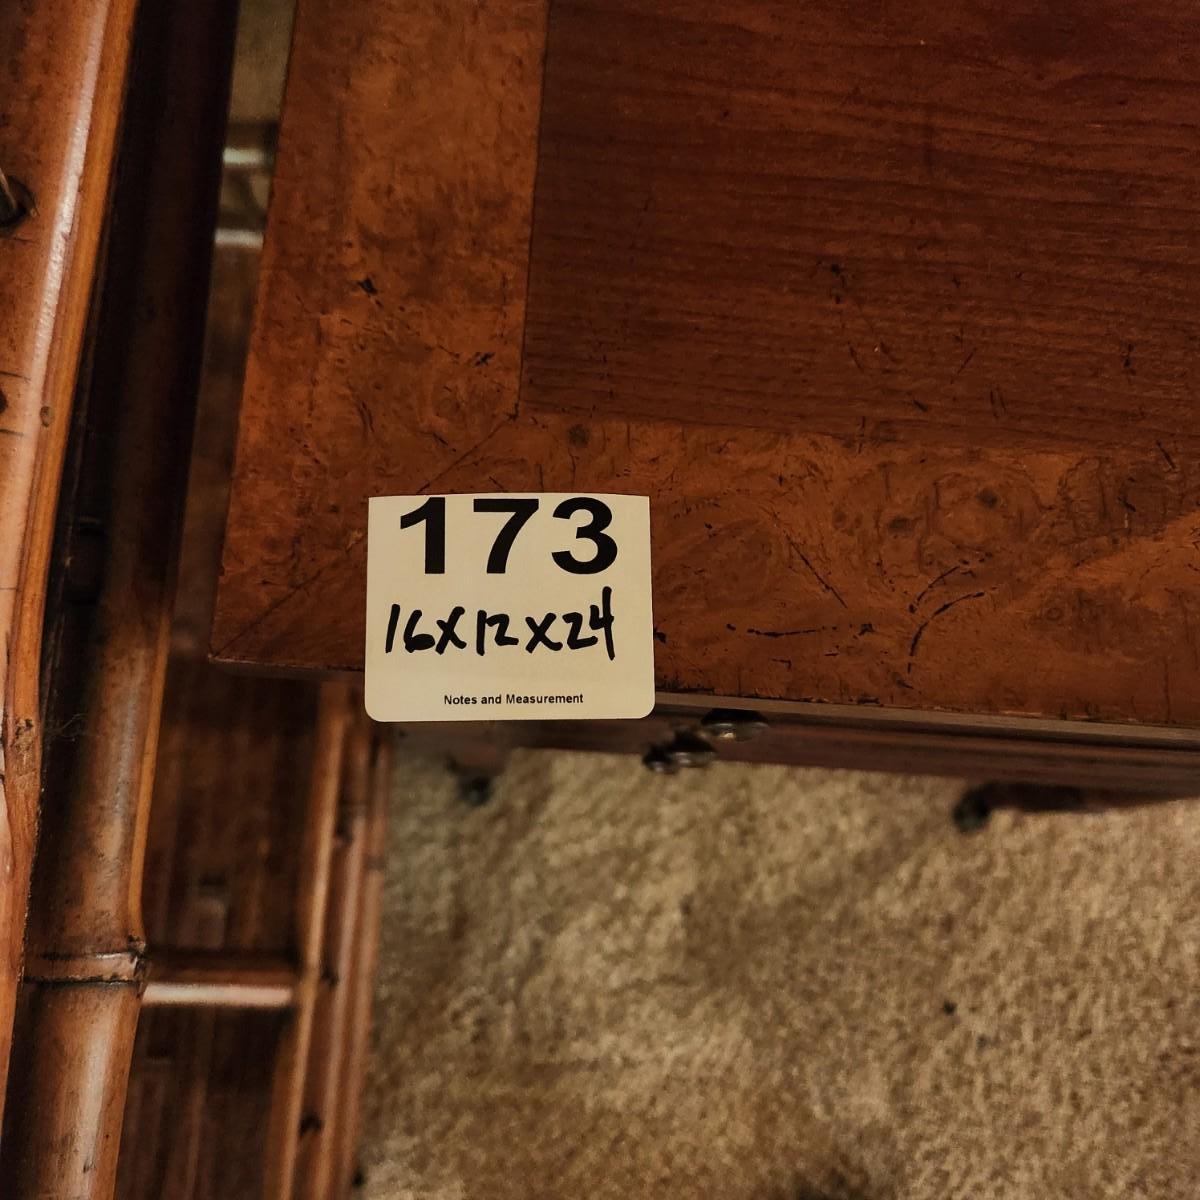 173
16X12X24
Notes and Measurement